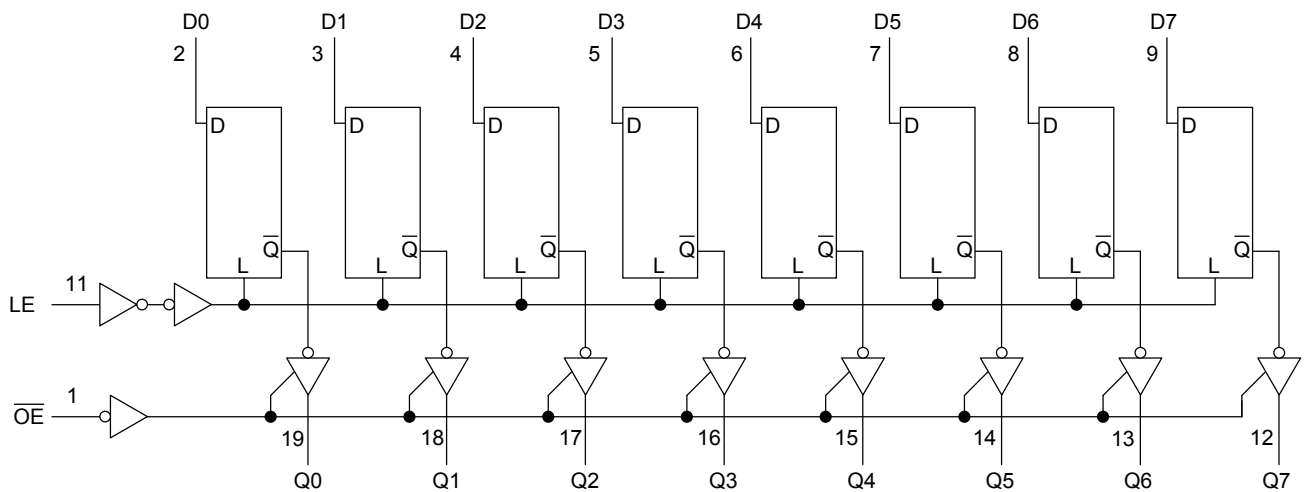 D0 D1 D2 D3 D4 D5 D6 D7
2 3 4 5 6 7 8 9
D D D D D D D D
Q̅ Q̅ Q̅ Q̅ Q̅ Q̅ Q̅ Q̅
L L L L L L L L
11
LE
1
O̅E̅
19 18 17 16 15 14 13 12
Q0 Q1 Q2 Q3 Q4 Q5 Q6 Q7